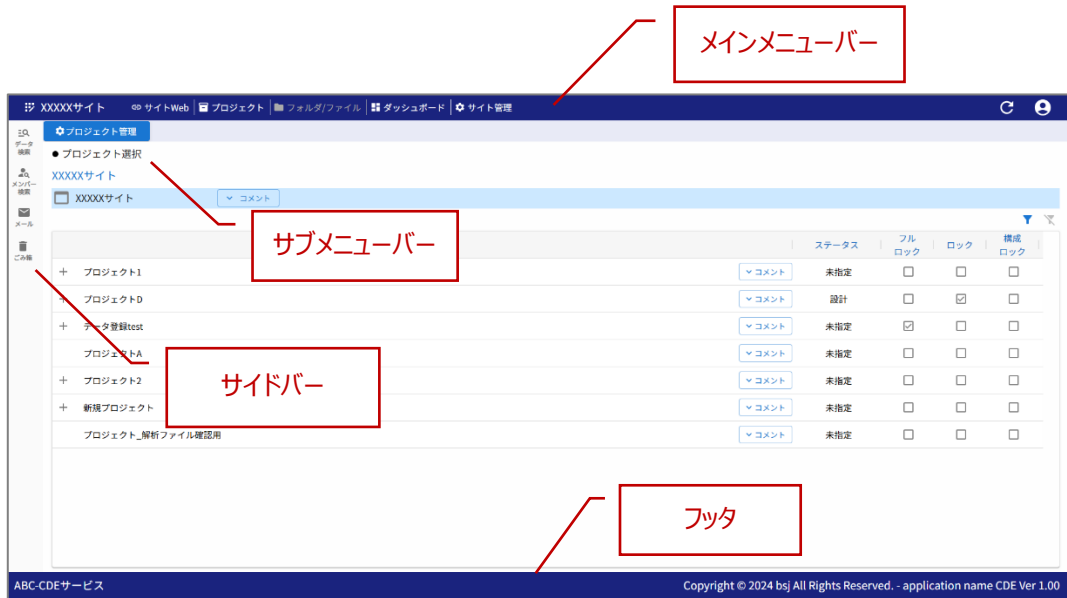 メインメニューバー
XXXXXサイト サイトWeb プロジェクト フォルダ/ファイル ダッシュボード サイト管理
データ
検索
プロジェクト管理
● プロジェクト選択
メンバー
検索
XXXXXサイト
XXXXXサイト コメント
メール
サブメニューバー
ごみ箱
ステータス フル
ロック ロック 構成
ロック
プロジェクト1 コメント 未指定
プロジェクトD コメント 設計
データ登録test コメント 未指定
プロジェクトA コメント 未指定
サイドバー
プロジェクト2 コメント 未指定
新規プロジェクト コメント 未指定
プロジェクト_解析ファイル確認用 コメント 未指定
フッタ
ABC-CDEサービス Copyright © 2024 bsj All Rights Reserved. - application name CDE Ver 1.00